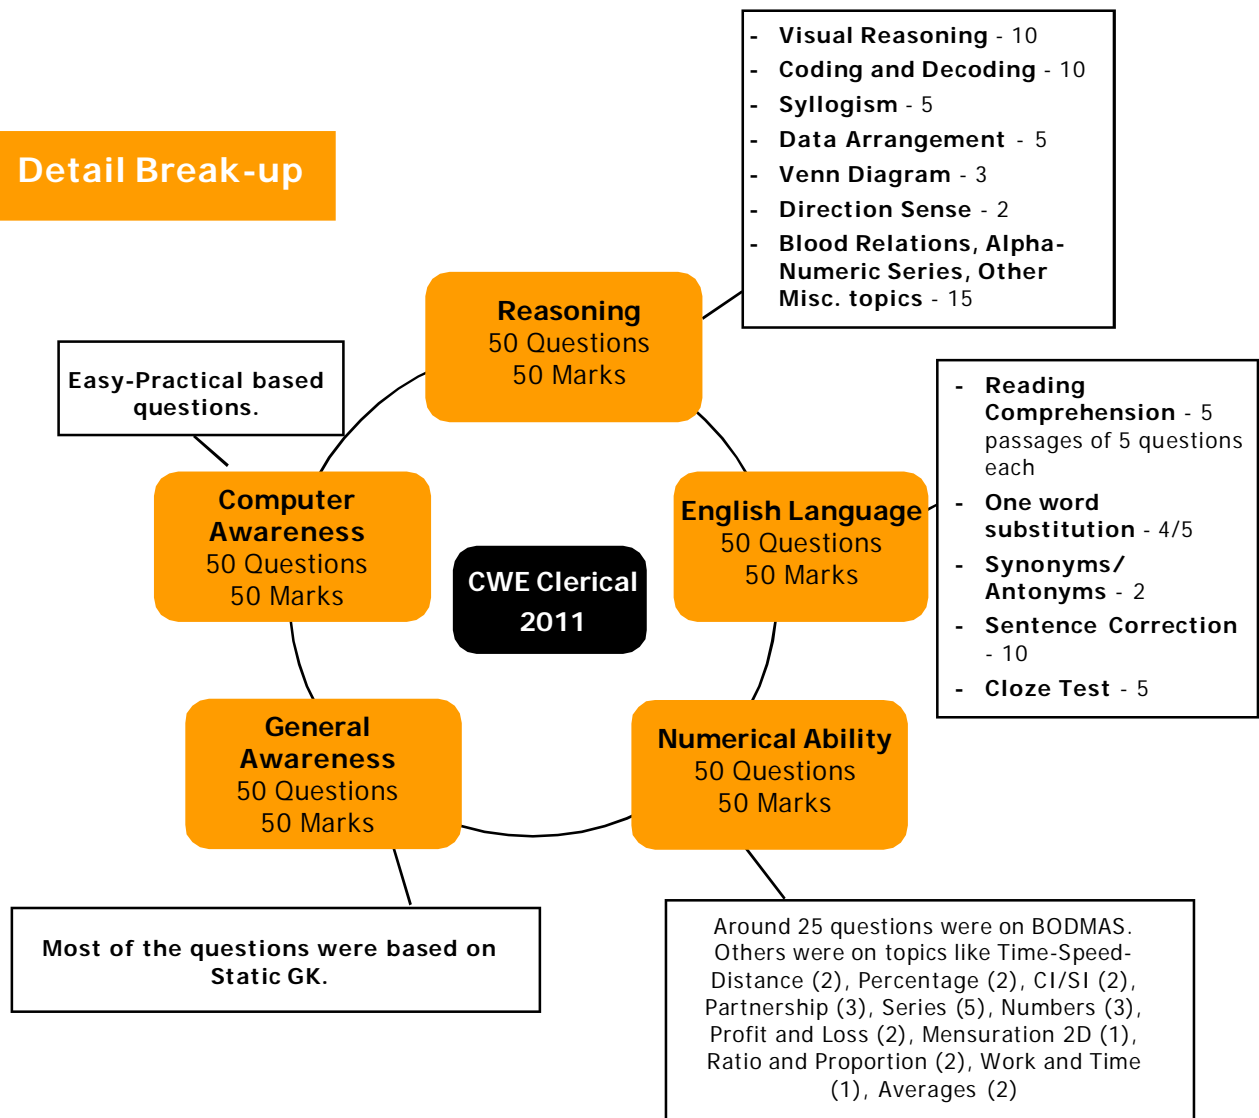 - Visual Reasoning - 10
- Coding and Decoding - 10
- Syllogism - 5
- Data Arrangement - 5
- Venn Diagram - 3
- Direction Sense - 2
- Blood Relations, Alpha-
Numeric Series, Other
Misc. topics - 15
Detail Break-up
Reasoning
50 Questions
50 Marks
Easy-Practical based
questions.
- Reading
Comprehension - 5
passages of 5 questions
each
- One word
substitution - 4/5
- Synonyms/
Antonyms - 2
- Sentence Correction
- 10
- Cloze Test - 5
Computer
Awareness
50 Questions
50 Marks
English Language
50 Questions
50 Marks
CWE Clerical
2011
General
Awareness
50 Questions
50 Marks
Numerical Ability
50 Questions
50 Marks
Most of the questions were based on
Static GK.
Around 25 questions were on BODMAS.
Others were on topics like Time-Speed-
Distance (2), Percentage (2), CI/SI (2),
Partnership (3), Series (5), Numbers (3),
Profit and Loss (2), Mensuration 2D (1),
Ratio and Proportion (2), Work and Time
(1), Averages (2)